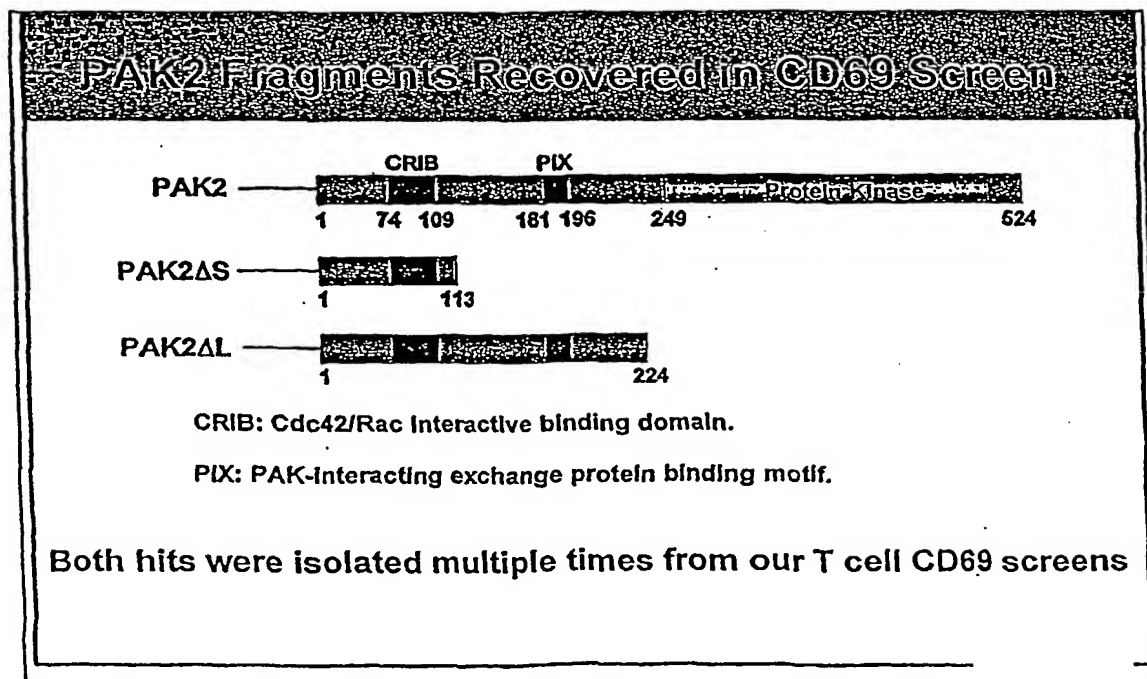 PAK2 Fragments Recovered in CD69 Screen
CRIB PIX
PAK2 Protein Kinase
1 74 109 181 196 249 524
PAK2ΔS
1 113
PAK2ΔL
1 224
CRIB: Cdc42/Rac Interactive binding domain.
PIX: PAK-Interacting exchange protein binding motif.
Both hits were isolated multiple times from our T cell CD69 screens